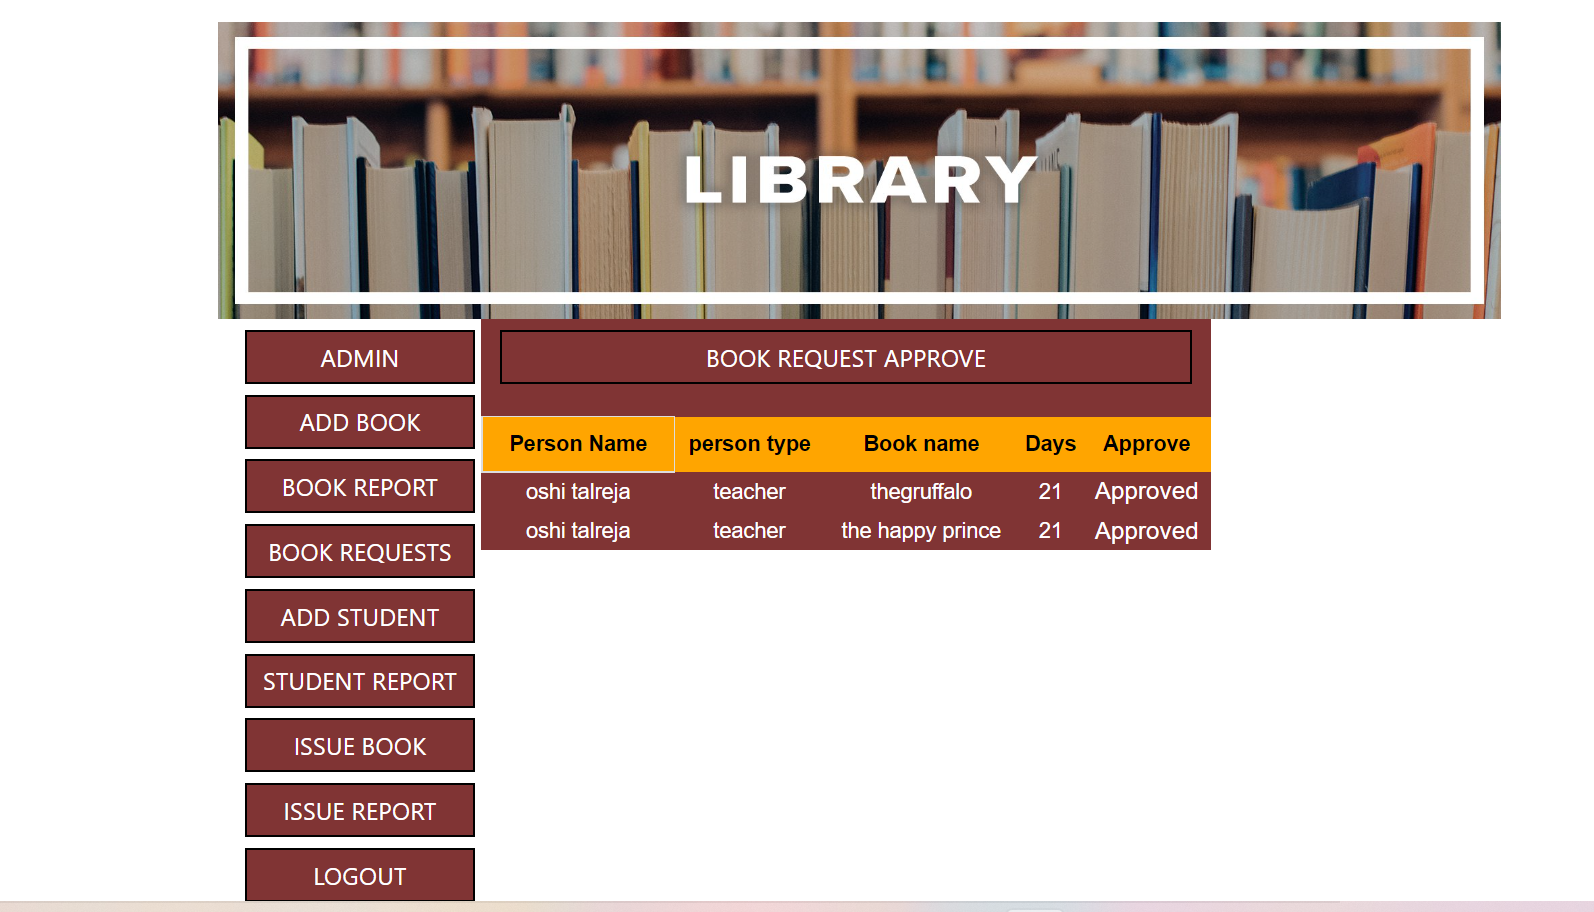 LIBRARY
ADMIN
ADD BOOK
BOOK REPORT
BOOK REQUESTS
ADD STUDENT
STUDENT REPORT
ISSUE BOOK
ISSUE REPORT
LOGOUT
BOOK REQUEST APPROVE
Person Name person type Book name Days Approve
oshi talreja teacher thegruffalo 21 Approved
oshi talreja teacher the happy prince 21 Approved